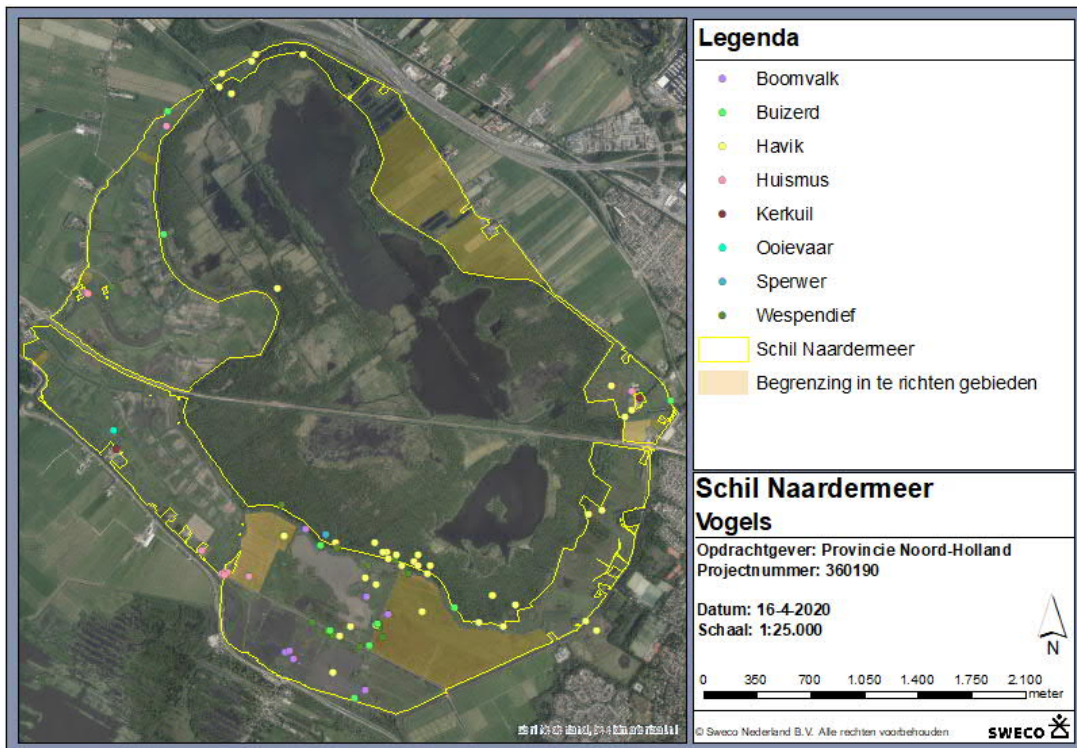 Legenda
Boomvalk
Buizerd
Havik
Huismus
Kerkuil
Ooievaar
Sperwer
Wespendief
Schil Naardermeer
Begrenzing in te richten gebieden
Schil Naardermeer
Vogels
Opdrachtgever: Provincie Noord-Holland
Projectnummer: 360190
Datum: 16-4-2020
Schaal: 1:25.000
N
0 350 700 1.050 1.400 1.750 2.100
meter
© Sweco Nederland B.V. Alle rechten voorbehouden
SWECO